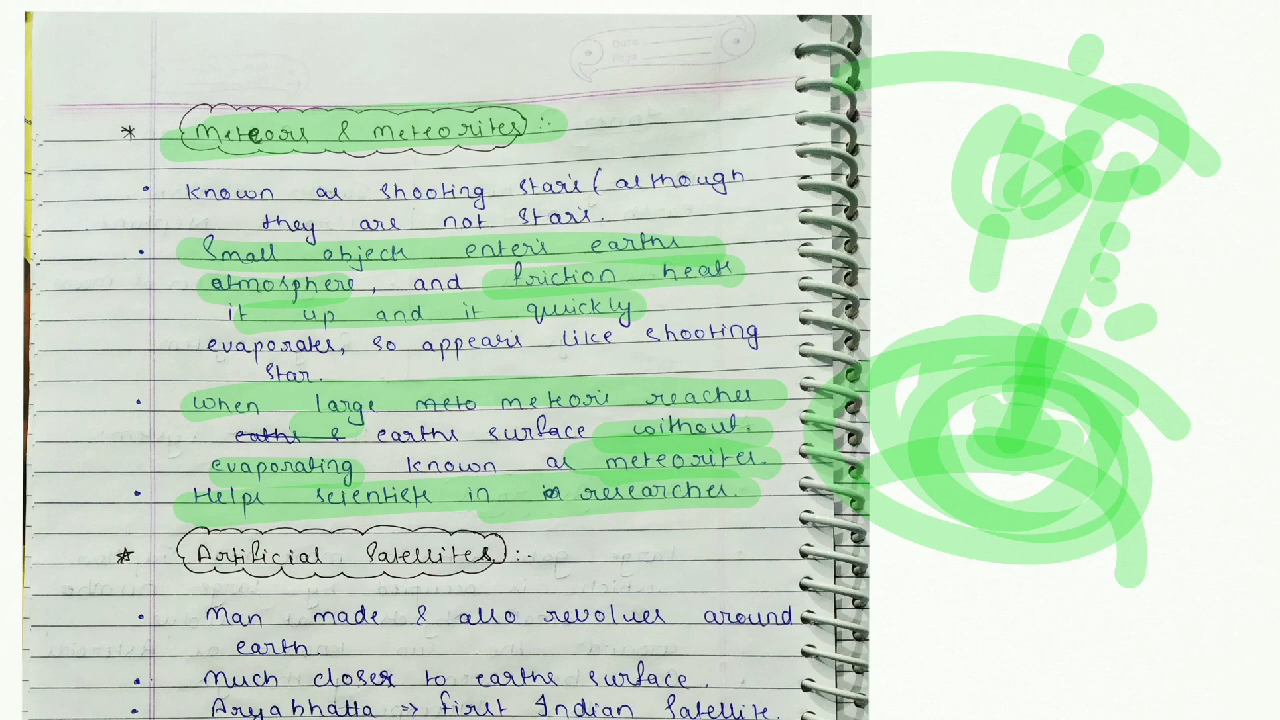 * Meteors & Meteorites :-
• Known as shooting stars (although
they are not stars.
• Small object enters earths
atmosphere, and friction heat
it up and it quickly
evaporates, so appears like shooting
star.
• When large meto meteors reaches
earths & earths surface without
evaporating known as meteorites.
• Helps scientists in researches.
* Artificial Satellites :-
• Man made & also revolves around
earth.
• Much closer to earths surface.
• Aryabhatta => first Indian Satellite.